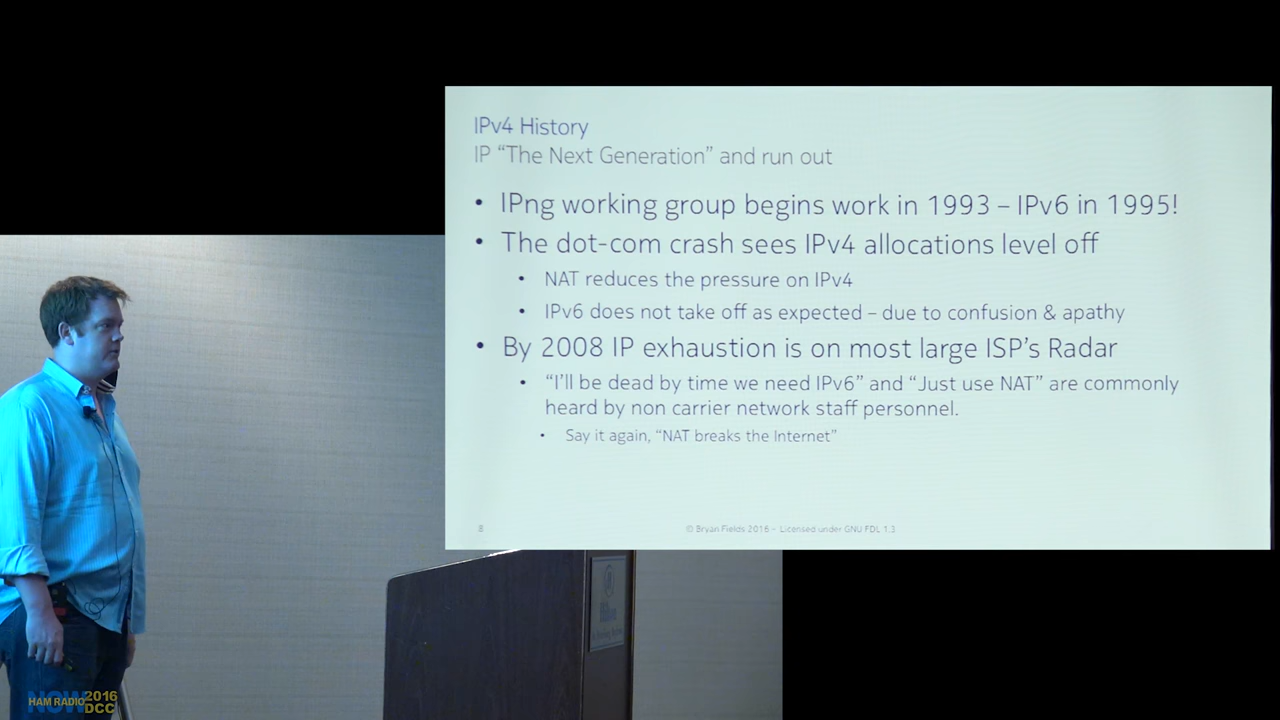 IPv4 History
IP “The Next Generation” and run out
• IPng working group begins work in 1993 – IPv6 in 1995!
• The dot-com crash sees IPv4 allocations level off
• NAT reduces the pressure on IPv4
• IPv6 does not take off as expected – due to confusion & apathy
• By 2008 IP exhaustion is on most large ISP’s Radar
• “I’ll be dead by time we need IPv6” and “Just use NAT” are commonly
heard by non carrier network staff personnel.
• Say it again, “NAT breaks the Internet”
8
© Bryan Fields 2016 – Licensed under GNU FDL 1.3
HAM RADIO NOW 2016
DCC